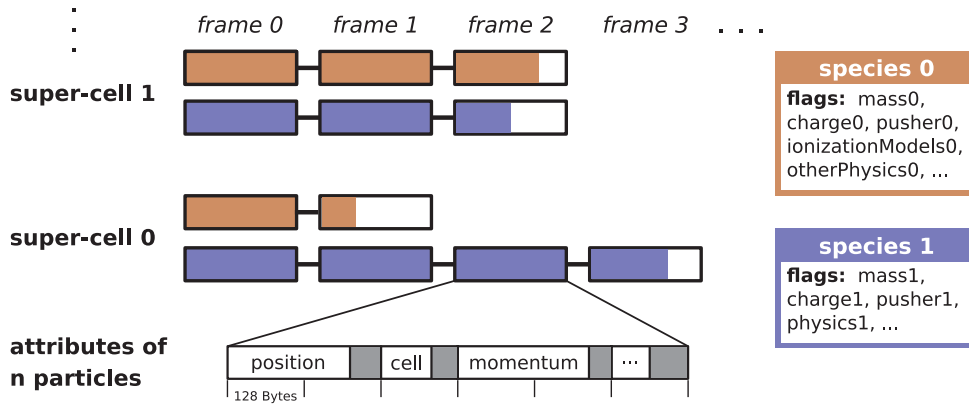 frame 0 frame 1 frame 2 frame 3 . . .
super-cell 1
super-cell 0
attributes of
n particles
position cell momentum ...
128 Bytes
species 0
flags: mass0,
charge0, pusher0,
ionizationModels0,
otherPhysics0, ...
species 1
flags: mass1,
charge1, pusher1,
physics1, ...